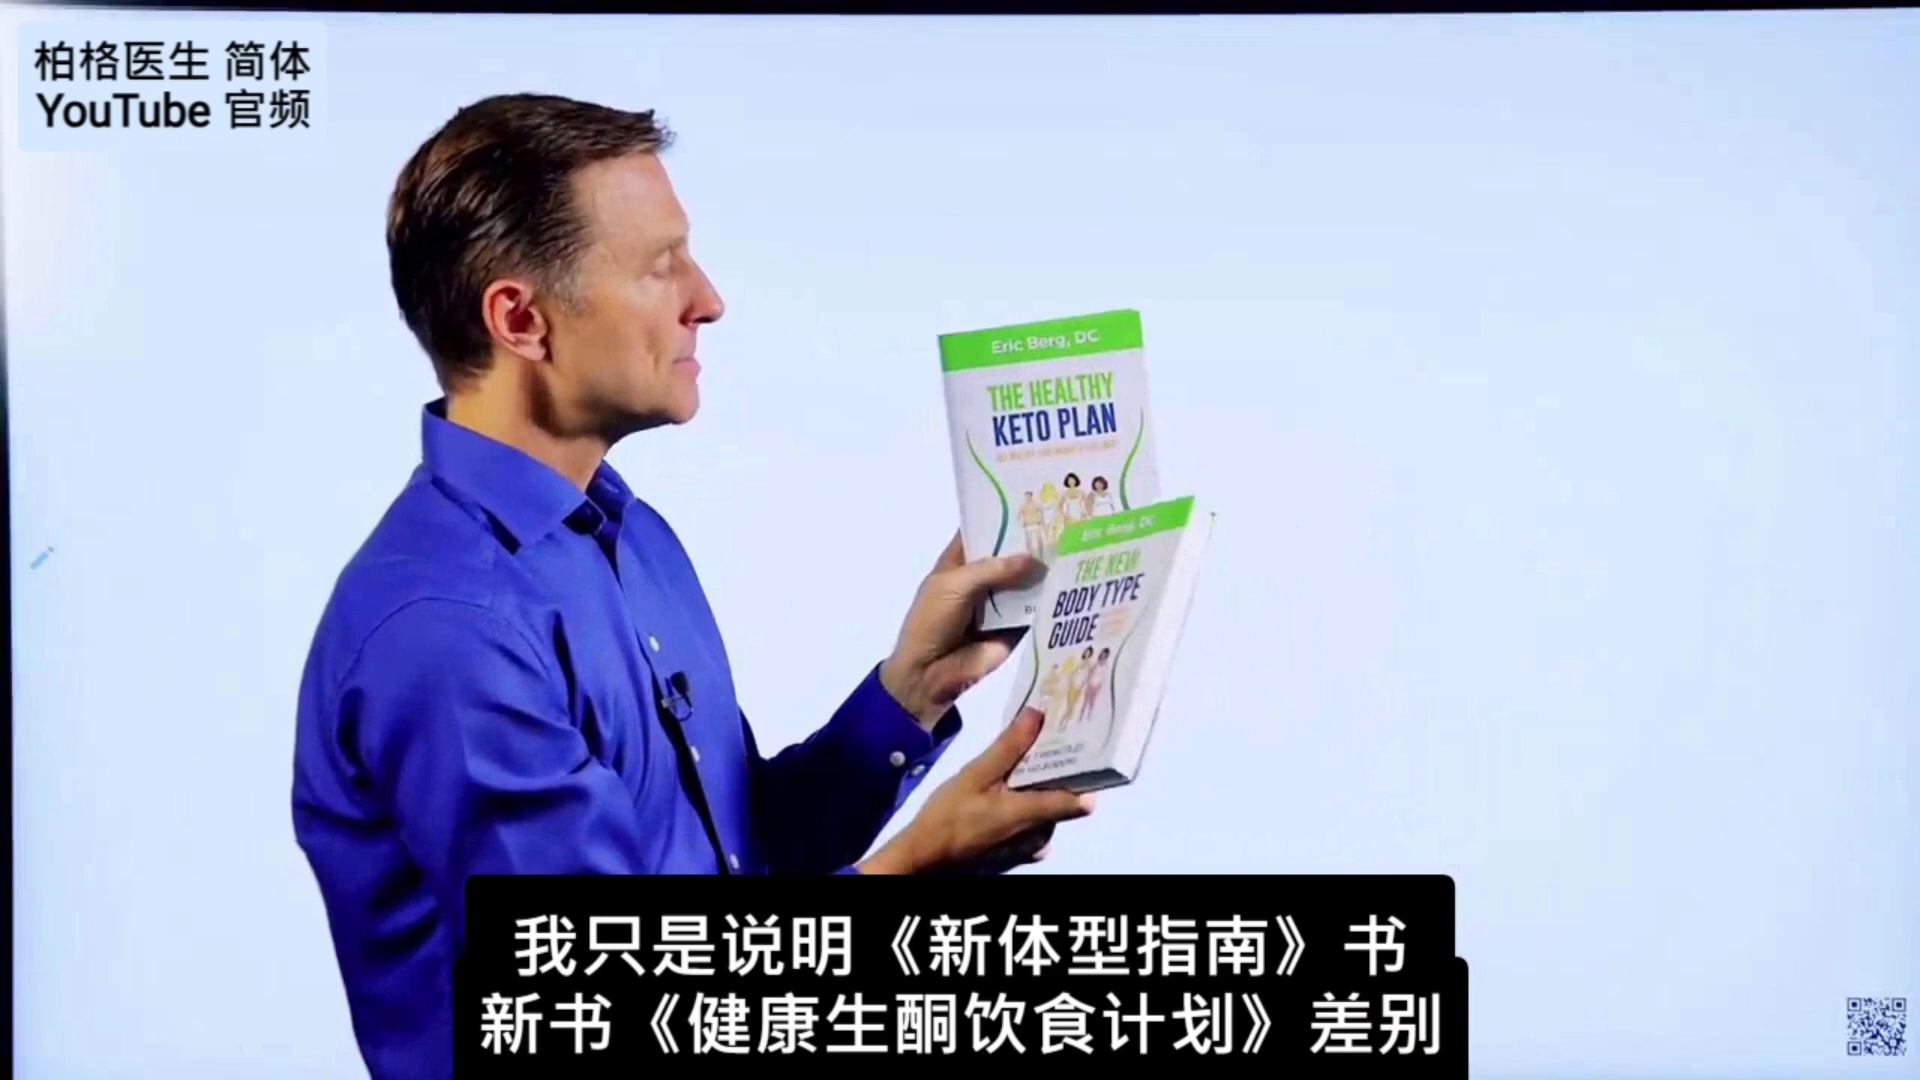 柏格医生 简体
YouTube 官频
Eric Berg, DC
THE HEALTHY
KETO PLAN
Eric Berg, DC
THE NEW
BODY TYPE
GUIDE
我只是说明《新体型指南》书
新书《健康生酮饮食计划》差别